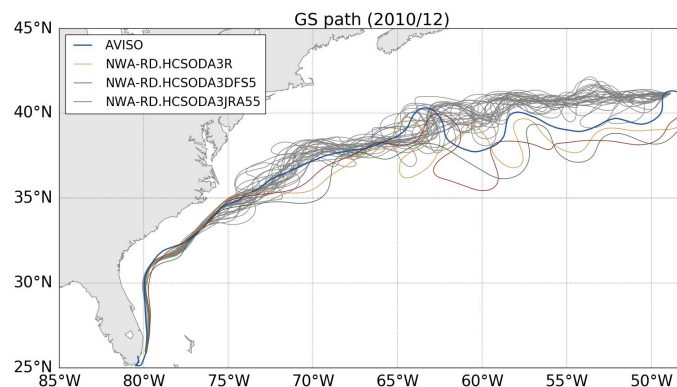 GS path (2010/12)
45°N
AVISO
NWA-RD.HCSODA3R
NWA-RD.HCSODA3DFS5
NWA-RD.HCSODA3JRA55
40°N
35°N
30°N
25°N
85°W 80°W 75°W 70°W 65°W 60°W 55°W 50°W